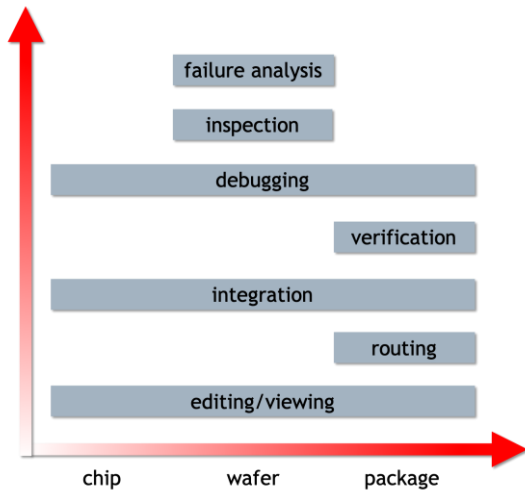 failure analysis
inspection
debugging
verification
integration
routing
editing/viewing
chip wafer package